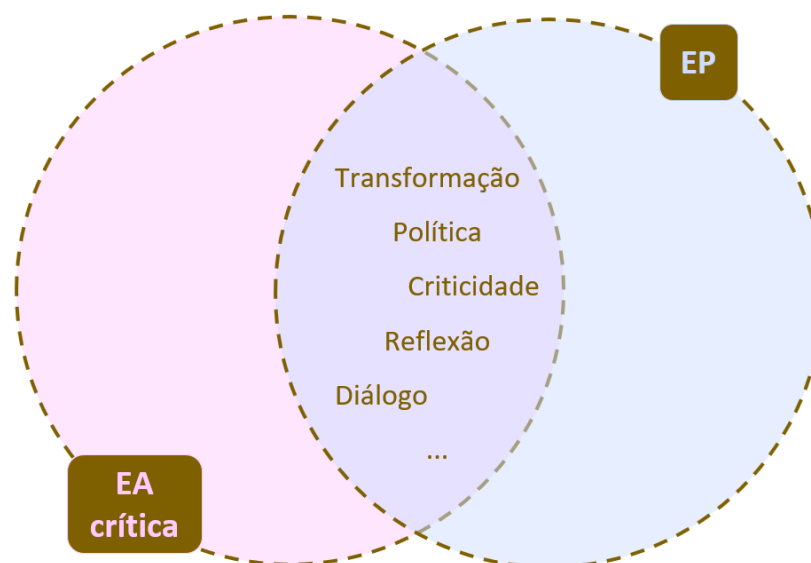 EP
Transformação
Política
Criticidade
Reflexão
Diálogo
...
EA
crítica